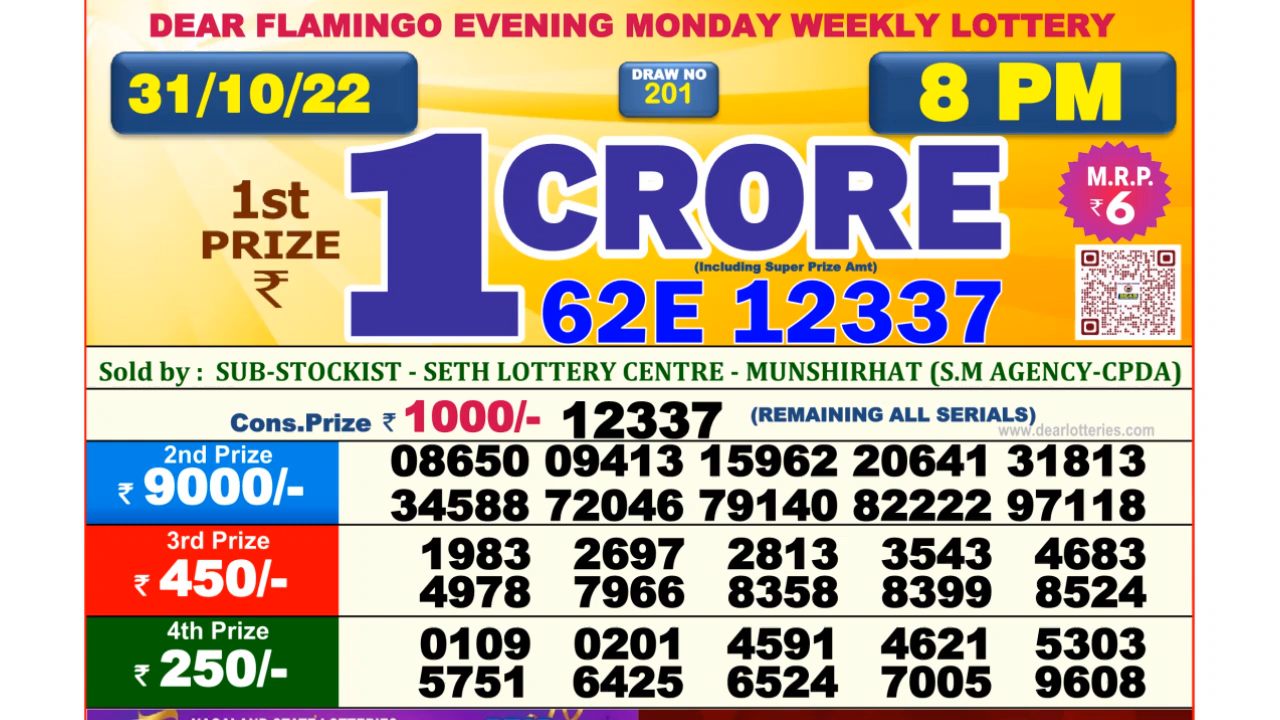 DEAR FLAMINGO EVENING MONDAY WEEKLY LOTTERY
31/10/22
DRAW NO
201
8 PM
1st
PRIZE
₹
1 CRORE
(Including Super Prize Amt)
62E 12337
M.R.P.
₹6
DEAR
Sold by : SUB-STOCKIST - SETH LOTTERY CENTRE - MUNSHIRHAT (S.M AGENCY-CPDA)
Cons.Prize ₹ 1000/- 12337 (REMAINING ALL SERIALS)
www.dearlotteries.com
2nd Prize
₹ 9000/-
08650 09413 15962 20641 31813
34588 72046 79140 82222 97118
3rd Prize
₹ 450/-
1983 2697 2813 3543 4683
4978 7966 8358 8399 8524
4th Prize
₹ 250/-
0109 0201 4591 4621 5303
5751 6425 6524 7005 9608
NAGALAND STATE LOTTERIES